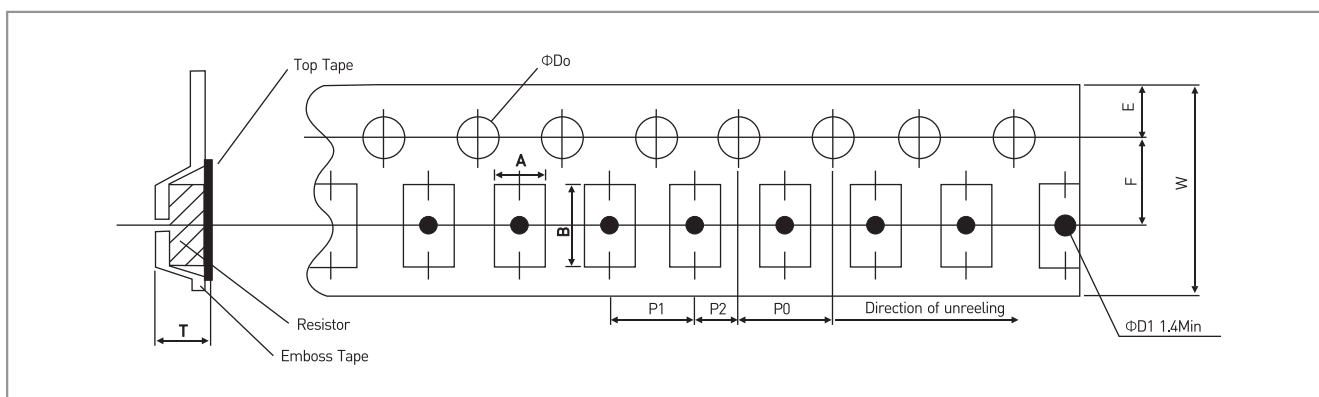 Top Tape
ΦDo
A
B
E
F
W
P1
P2
P0
Direction of unreeling
ΦD1 1.4Min
Resistor
T
Emboss Tape